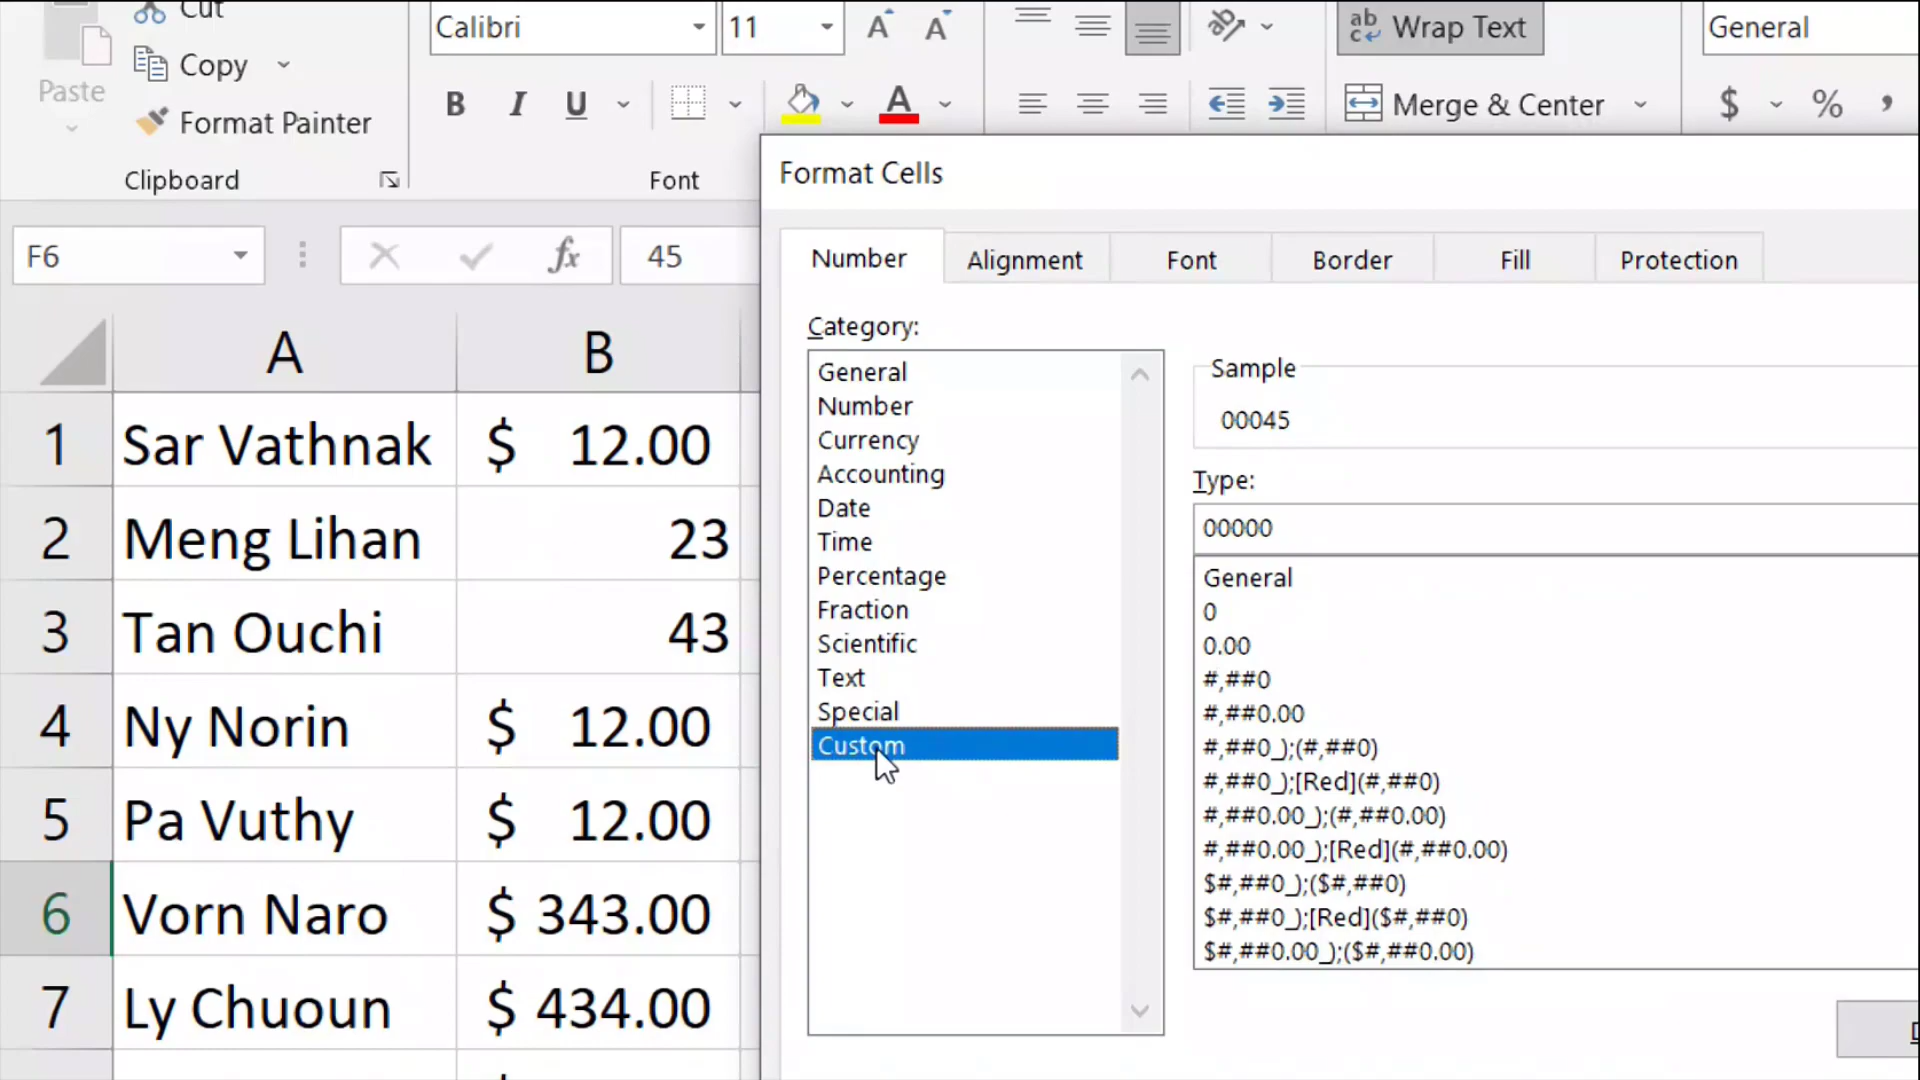 Cut
Calibri
11
ab
c
Wrap Text
General
Paste
Copy
Format Painter
B
I
U
A
Merge & Center
$
%
,
Clipboard
Font
Format Cells
F6
fx
45
Number
Alignment
Font
Border
Fill
Protection
Category:
General
Number
Currency
Accounting
Date
Time
Percentage
Fraction
Scientific
Text
Special
Custom
Sample
00045
Type:
00000
General
0
0.00
#,##0
#,##0.00
#,##0_);(#,##0)
#,##0_);[Red](#,##0)
#,##0.00_);(#,##0.00)
#,##0.00_);[Red](#,##0.00)
$#,##0_);($#,##0)
$#,##0_);[Red]($#,##0)
$#,##0.00_);($#,##0.00)
A
B
1
Sar Vathnak
$ 12.00
2
Meng Lihan
23
3
Tan Ouchi
43
4
Ny Norin
$ 12.00
5
Pa Vuthy
$ 12.00
6
Vorn Naro
$ 343.00
7
Ly Chuoun
$ 434.00